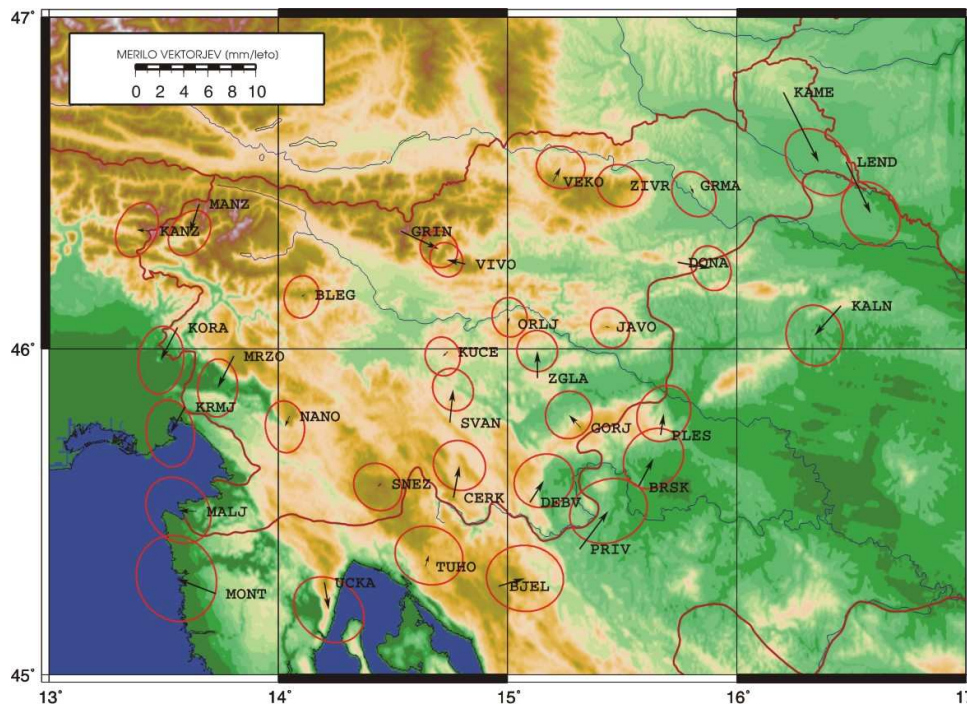 47°
MERILO VEKTORJEV (mm/leto)
0 2 4 6 8 10
KAME
LEND
VEKO
ZIVR
GRMA
MANZ
KANZ
GRIN
VIVO
DONA
BLEG
KALN
KORA
ORLJ
JAVO
46°
KUCE
MRZO
ZGLA
KRMJ
NANO
SVAN
GORJ
PLES
SNEZ
CERK
DEBV
BRSK
MALJ
PRIV
TUHO
UCKA
BJEL
MONT
45°
13° 14° 15° 16° 17